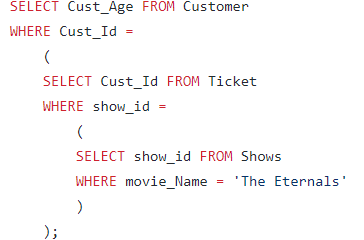 SELECT Cust_Age FROM Customer
WHERE Cust_Id =
(
SELECT Cust_Id FROM Ticket
WHERE show_id =
(
SELECT show_id FROM Shows
WHERE movie_Name = 'The Eternals'
)
);